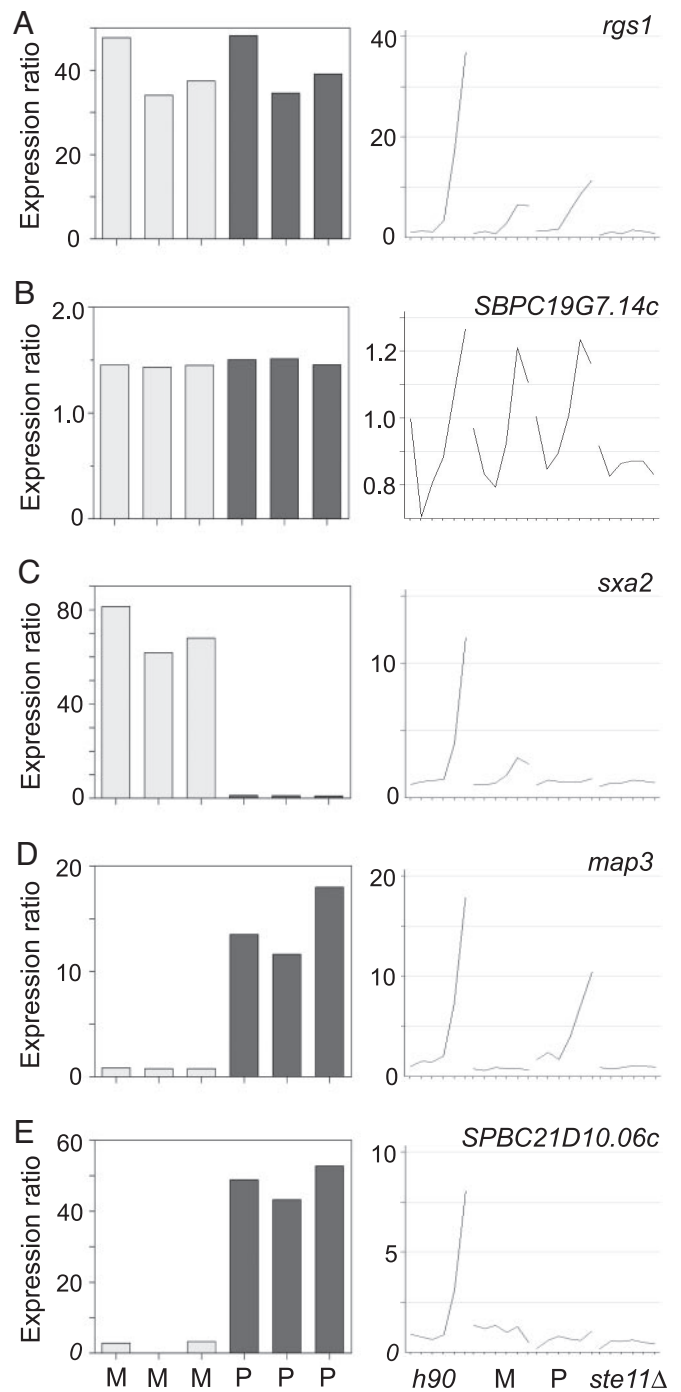 A
Expression ratio
40
20
0
rgs1
40
20
0
B
Expression ratio
2.0
1.0
0
SBPC19G7.14c
1.2
1.0
0.8
C
Expression ratio
80
40
0
sxa2
10
0
D
Expression ratio
20
10
0
map3
20
10
0
E
Expression ratio
60
40
20
0
M M M P P P
SPBC21D10.06c
10
5
0
h90 M P ste11Δ